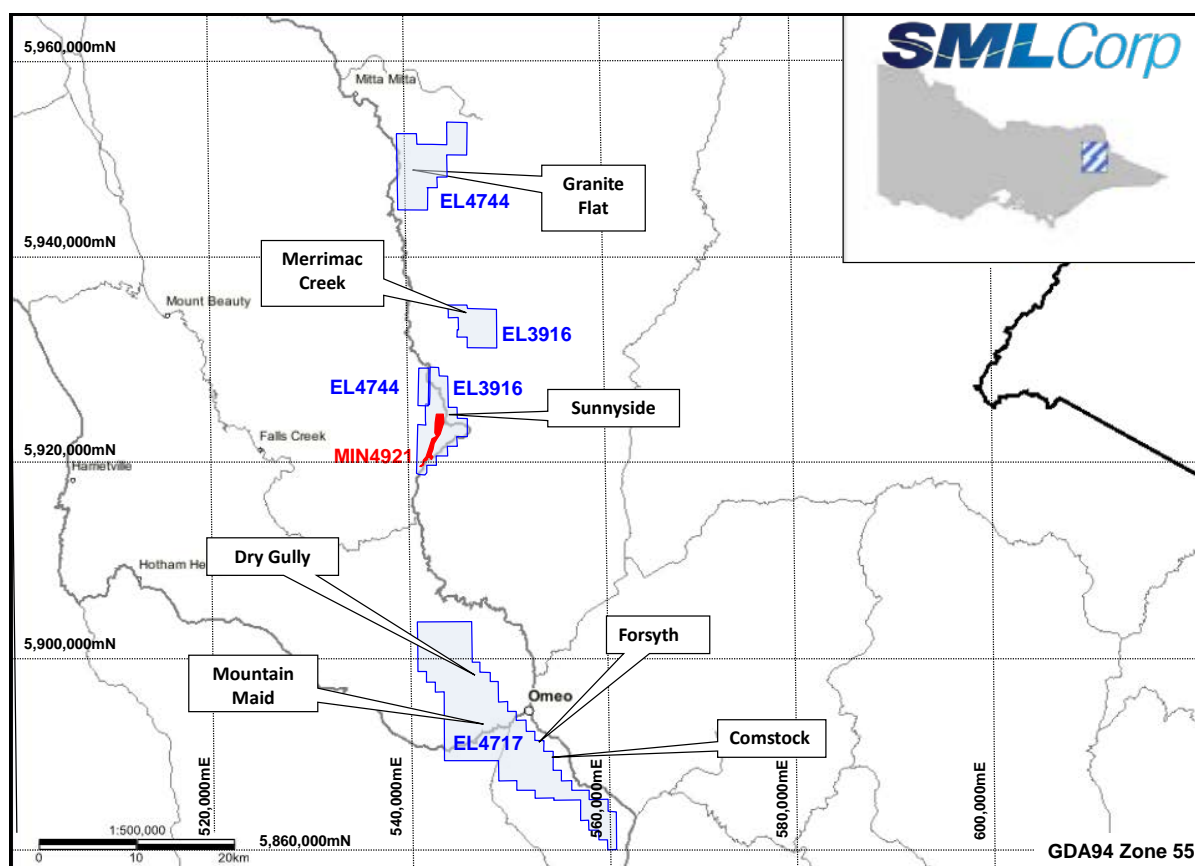 SMLCorp
5,960,000mN
Mitta Mitta
Granite
Flat
EL4744
5,940,000mN
Merrimac
Creek
Mount Beauty
EL3916
EL4744
EL3916
Sunnyside
Falls Creek
MIN4921
5,920,000mN
Harrietville
Dry Gully
Hotham He
Forsyth
5,900,000mN
Mountain
Maid
Omeo
EL4717
Comstock
520,000mE
540,000mE
560,000mE
580,000mE
600,000mE
1:500,000
0 10 20km
5,860,000mN
GDA94 Zone 55